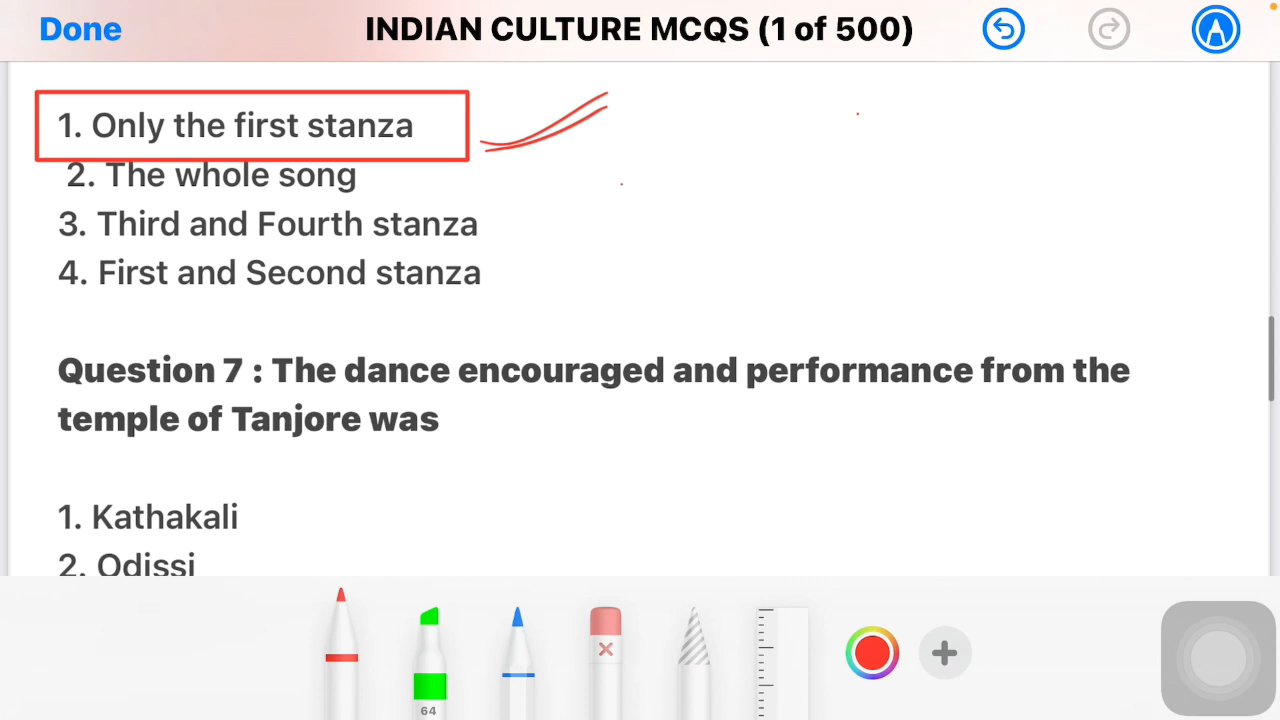 Done INDIAN CULTURE MCQS (1 of 500)
1. Only the first stanza
2. The whole song
3. Third and Fourth stanza
4. First and Second stanza
Question 7 : The dance encouraged and performance from the
temple of Tanjore was
1. Kathakali
2. Odissi
64